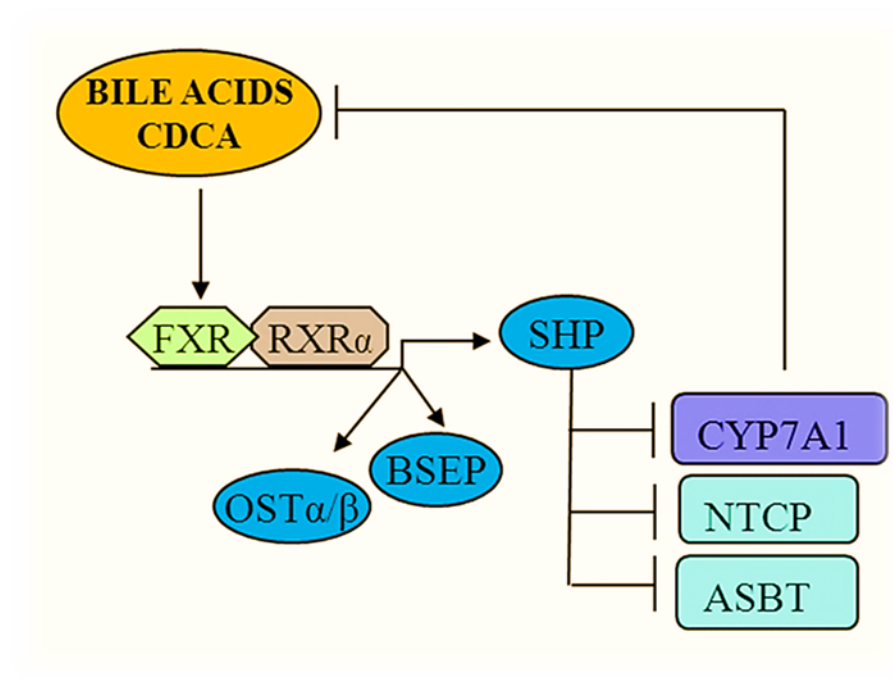 BILE ACIDS
CDCA
FXR
RXRα
SHP
CYP7A1
BSEP
OSTα/β
NTCP
ASBT